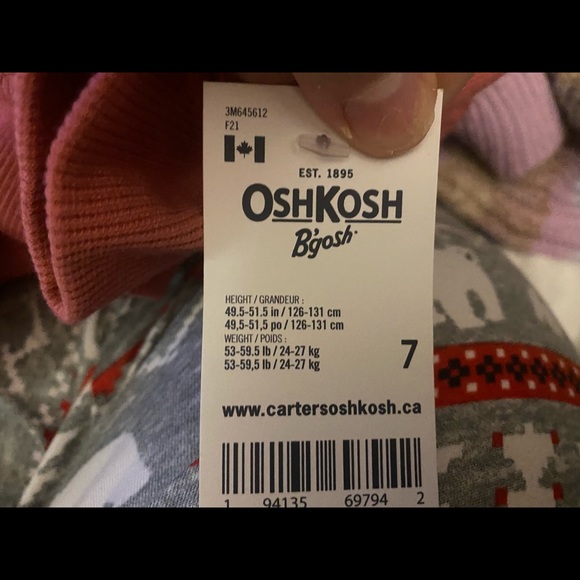 3M645612
F21
EST. 1895
OSHKOSH
B'gosh
HEIGHT / GRANDEUR :
49.5-51.5 in / 126-131 cm
49,5-51,5 po / 126-131 cm
WEIGHT / POIDS :
53-59.5 lb / 24-27 kg
53-59,5 lb / 24-27 kg
7
www.cartersoshkosh.ca
1 94135 69794 2